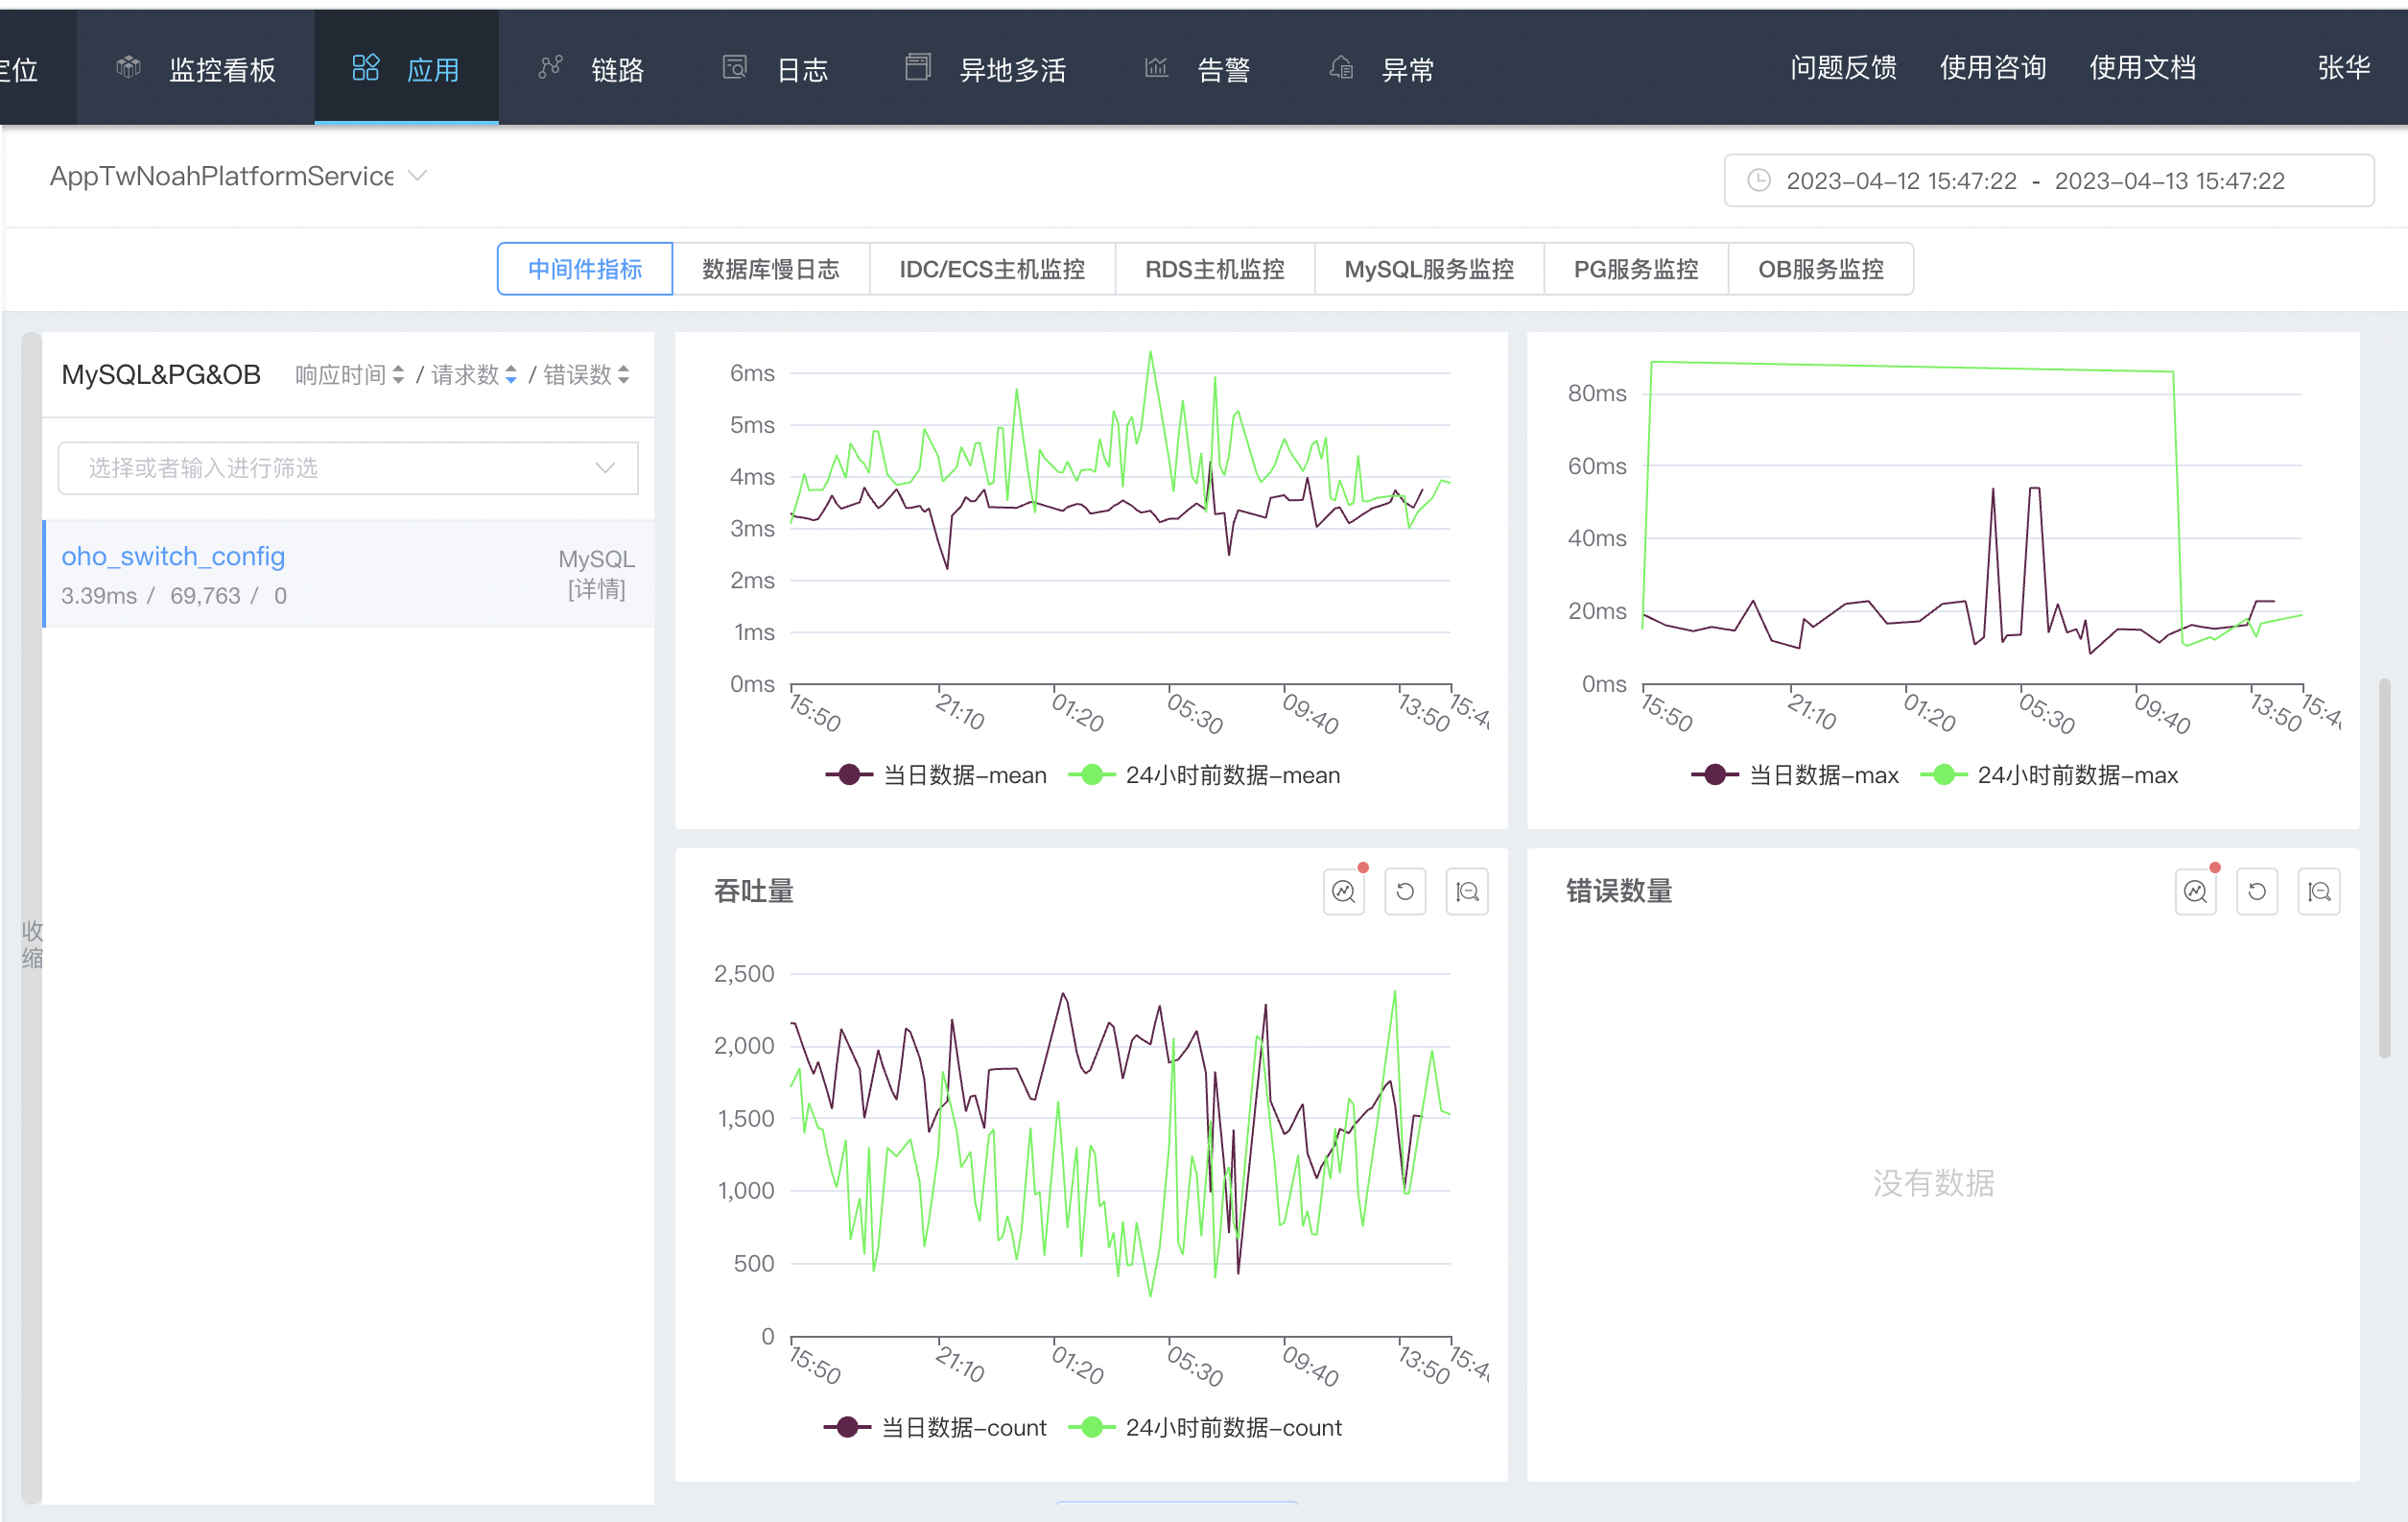 定位 监控看板 应用 链路 日志 异地多活 告警 异常 问题反馈 使用咨询 使用文档 张华
AppTwNoahPlatformService 2023-04-12 15:47:22 - 2023-04-13 15:47:22
中间件指标 数据库慢日志 IDC/ECS主机监控 RDS主机监控 MySQL服务监控 PG服务监控 OB服务监控
收缩
MySQL&PG&OB 响应时间 / 请求数 / 错误数
选择或者输入进行筛选
oho_switch_config MySQL
3.39ms / 69,763 / 0 [详情]
6ms
5ms
4ms
3ms
2ms
1ms
0ms
15:50 21:10 01:20 05:30 09:40 13:50 15:4
当日数据-mean 24小时前数据-mean
80ms
60ms
40ms
20ms
0ms
15:50 21:10 01:20 05:30 09:40 13:50 15:4
当日数据-max 24小时前数据-max
吞吐量
2,500
2,000
1,500
1,000
500
0
15:50 21:10 01:20 05:30 09:40 13:50 15:4
当日数据-count 24小时前数据-count
错误数量
没有数据